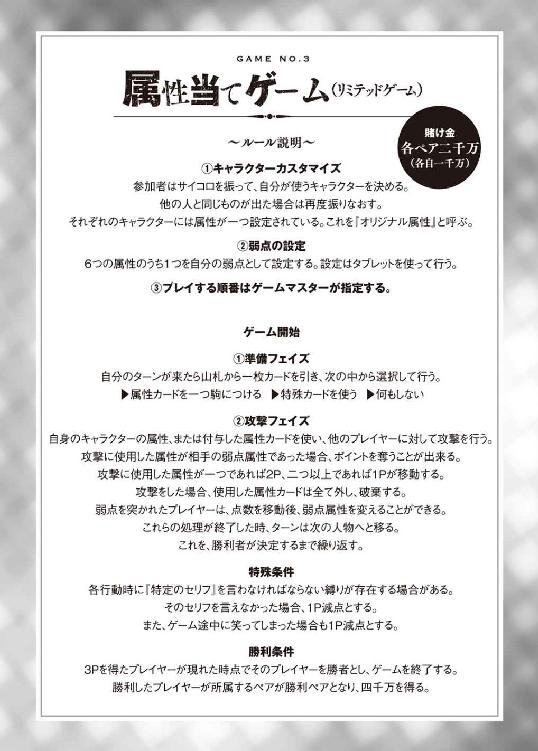 GAME NO.3
属性当てゲーム(リミテッドゲーム)
賭け金
各ペア二千万
(各自一千万)
〜ルール説明〜
①キャラクターカスタマイズ
参加者はサイコロを振って、自分が使うキャラクターを決める。
他の人と同じものが出た場合は再度振りなおす。
それぞれのキャラクターには属性が一つ設定されている。これを『オリジナル属性』と呼ぶ。
②弱点の設定
6つの属性のうち1つを自分の弱点として設定する。設定はタブレットを使って行う。
③プレイする順番はゲームマスターが指定する。
ゲーム開始
①準備フェイズ
自分のターンが来たら山札から一枚カードを引き、次の中から選択して行う。
▶属性カードを一つ駒につける ▶特殊カードを使う ▶何もしない
②攻撃フェイズ
自身のキャラクターの属性、または付与した属性カードを使い、他のプレイヤーに対して攻撃を行う。
攻撃に使用した属性が相手の弱点属性であった場合、ポイントを奪うことが出来る。
攻撃に使用した属性が一つであれば2P、二つ以上であれば1Pが移動する。
攻撃をした場合、使用した属性カードは全て外し、破棄する。
弱点を突かれたプレイヤーは、点数を移動後、弱点属性を変えることができる。
これらの処理が終了した時、ターンは次の人物へと移る。
これを、勝利者が決定するまで繰り返す。
特殊条件
各行動時に『特定のセリフ』を言わなければならない縛りが存在する場合がある。
そのセリフを言えなかった場合、1P減点とする。
また、ゲーム途中に笑ってしまった場合も1P減点とする。
勝利条件
3Pを得たプレイヤーが現れた時点でそのプレイヤーを勝者とし、ゲームを終了する。
勝利したプレイヤーが所属するペアが勝利ペアとなり、四千万を得る。